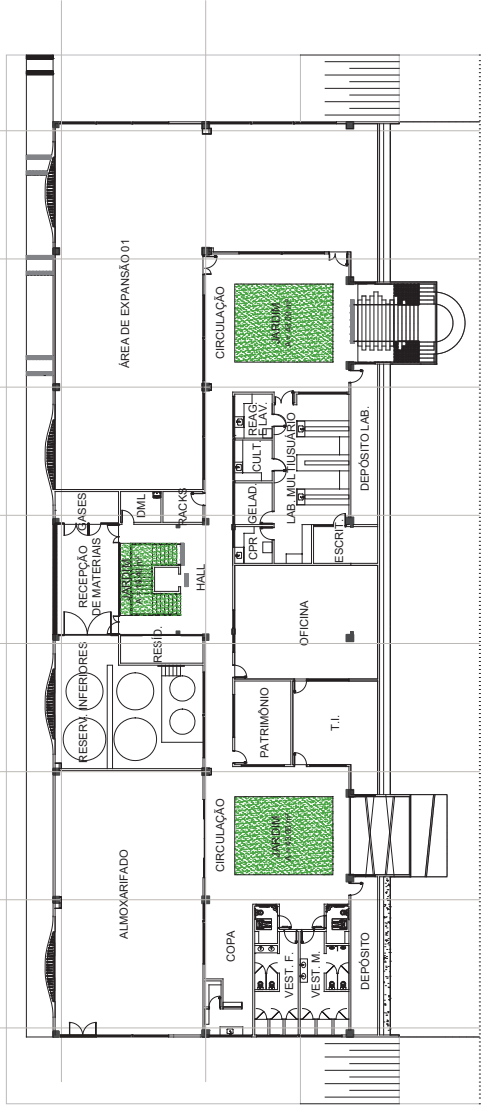 ÁREA DE EXPANSÃO 01
CIRCULAÇÃO
JARDIM
REAG.
E LAV.
CULT.
GELAD.
CPR
LAB. MULTIUSUÁRIO
DEPÓSITO LAB.
ESCRIT.
GASES
DML
RACKS
RECEPÇÃO
DE MATERIAIS
JARDIM
HALL
RESÍD.
RESERV. INFERIORES
OFICINA
PATRIMÔNIO
T.I.
ALMOXARIFADO
CIRCULAÇÃO
JARDIM
COPA
VEST. F.
VEST. M.
DEPÓSITO